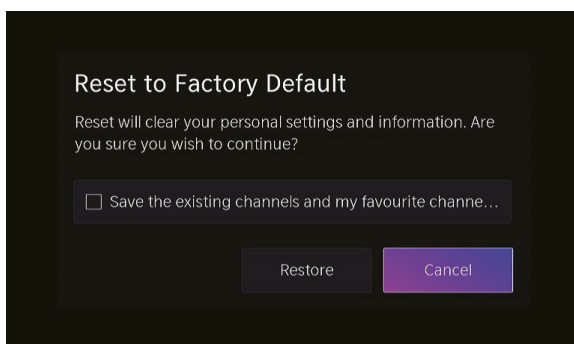 Reset to Factory Default
Reset will clear your personal settings and information. Are
you sure you wish to continue?
Save the existing channels and my favourite channe...
Restore
Cancel